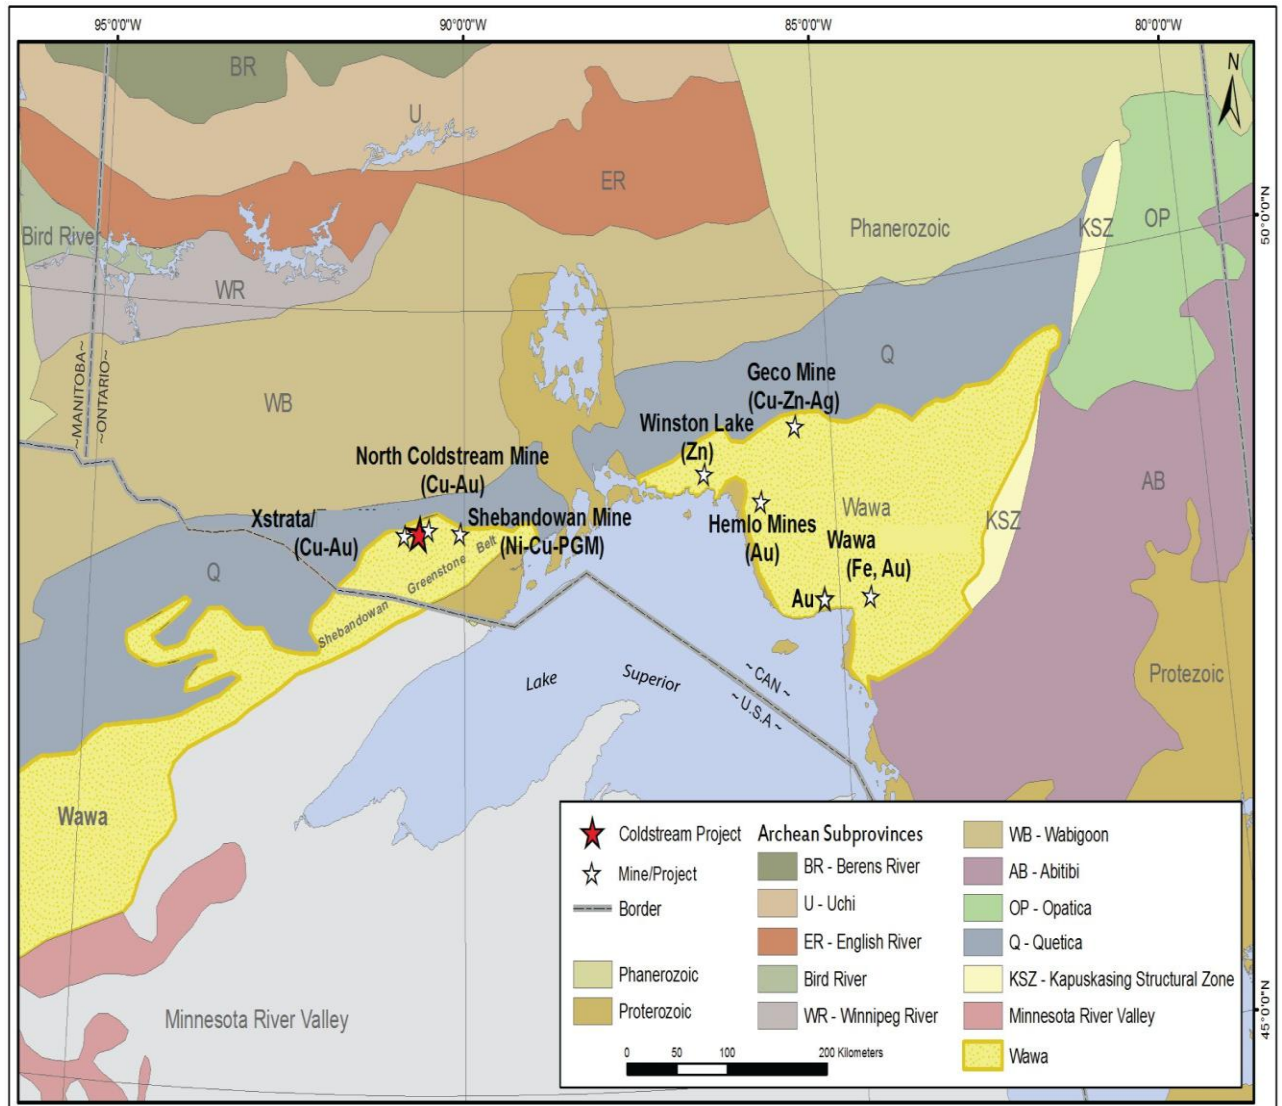 95°0'0"W 90°0'0"W 85°0'0"W 80°0'0"W
N
BR
U
ER
Bird River
WR
Phanerozoic
KSZ
OP
50°0'0"N
~MANITOBA~
~ONTARIO~
WB
Q
Geco Mine
(Cu-Zn-Ag)
Winston Lake
(Zn)
North Coldstream Mine
(Cu-Au)
Xstrata/
(Cu-Au)
Shebandowan Mine
(Ni-Cu-PGM)
Hemlo Mines
(Au)
Wawa
Wawa
(Fe, Au)
Au
KSZ
AB
Q
Shebandowan Greenstone Belt
Protezoic
Lake Superior
~ CAN ~
~ U.S.A ~
Wawa
Minnesota River Valley
45°0'0"N
Coldstream Project
Mine/Project
Border
Phanerozoic
Proterozoic
Archean Subprovinces
BR - Berens River
U - Uchi
ER - English River
Bird River
WR - Winnipeg River
WB - Wabigoon
AB - Abitibi
OP - Opatica
Q - Quetica
KSZ - Kapuskasing Structural Zone
Minnesota River Valley
Wawa
0 50 100 200 Kilometers